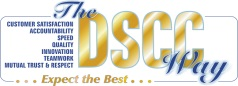 The
CUSTOMER SATISFACTION
ACCOUNTABILITY
SPEED
QUALITY
INNOVATION
TEAMWORK
MUTUAL TRUST & RESPECT
DSCC
Way
. . . Expect the Best . . .